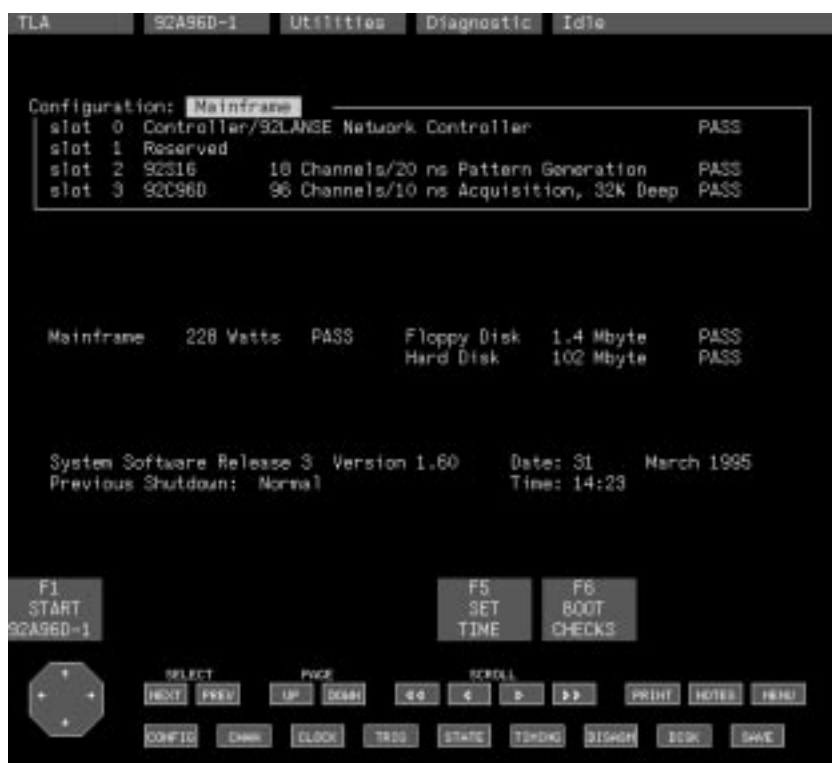 TLA 92A96D-1 Utilities Diagnostic Idle
Configuration: Mainframe
slot 0 Controller/92LANSE Network Controller PASS
slot 1 Reserved
slot 2 92S16 18 Channels/20 ns Pattern Generation PASS
slot 3 92C96D 96 Channels/10 ns Acquisition, 32K Deep PASS
Mainframe 228 Watts PASS Floppy Disk 1.4 Mbyte PASS
Hard Disk 102 Mbyte PASS
System Software Release 3 Version 1.60 Date: 31 March 1995
Previous Shutdown: Normal Time: 14:23
F1 F5 F6
START SET BOOT
92A96D-1 TIME CHECKS
SELECT PAGE SCROLL
NEXT PREV UP DOWN PRINT NOTES MENU
CONFIG CHAN CLOCK TRIG STATE TIMING DISASM DISK SAVE